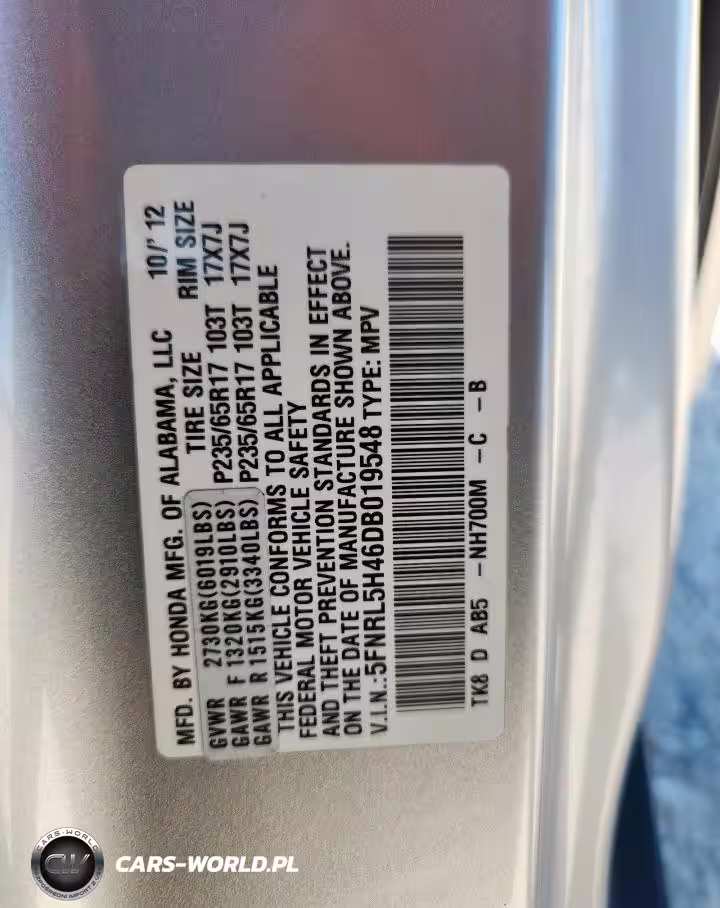 MFD. BY HONDA MFG. OF ALABAMA, LLC 10/' 12
TIRE SIZE RIM SIZE
GVWR 2730KG(6019LBS)
GAWR F 1320KG(2910LBS) P235/65R17 103T 17X7J
GAWR R 1515KG(3340LBS) P235/65R17 103T 17X7J
THIS VEHICLE CONFORMS TO ALL APPLICABLE
FEDERAL MOTOR VEHICLE SAFETY
AND THEFT PREVENTION STANDARDS IN EFFECT
ON THE DATE OF MANUFACTURE SHOWN ABOVE.
V.I.N.:5FNRL5H46DB019548 TYPE: MPV
TK8 D AB5 -NH700M -C -B
CARS-WORLD
CW
CARS-WORLD.PL